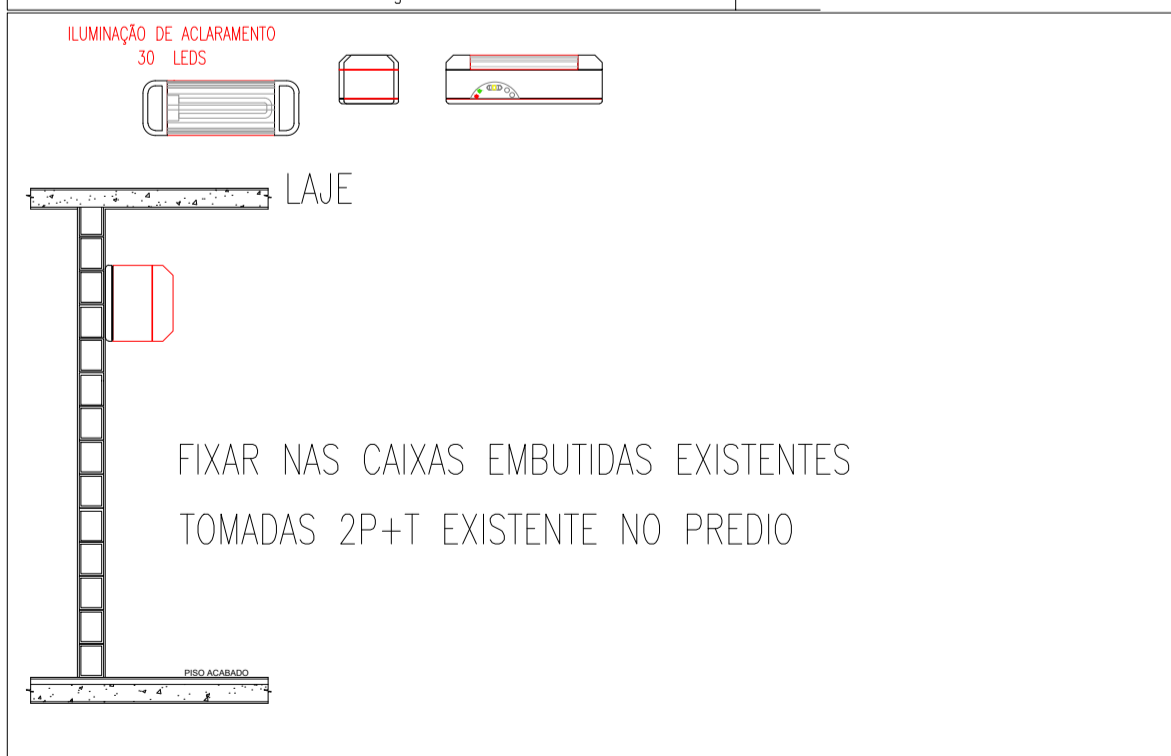 ILUMINAÇÃO DE ACLARAMENTO
30 LEDS
LAJE
FIXAR NAS CAIXAS EMBUTIDAS EXISTENTES
TOMADAS 2P+T EXISTENTE NO PREDIO
PISO ACABADO